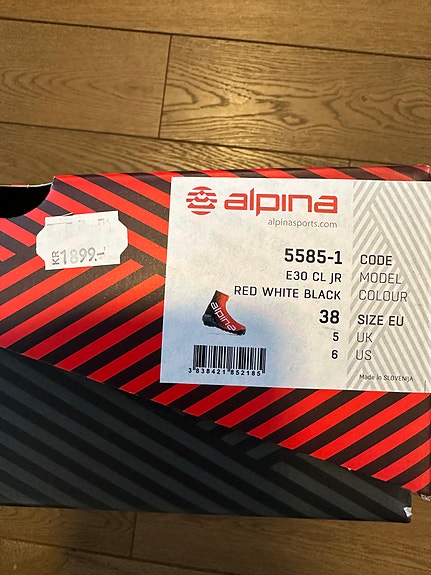 alpina
alpinasports.com
KR 1899.-
5585-1 CODE
E30 CL JR MODEL
RED WHITE BLACK COLOUR
38 SIZE EU
5 UK
6 US
alpina
3 838421 852185
Made in SLOVENIJA